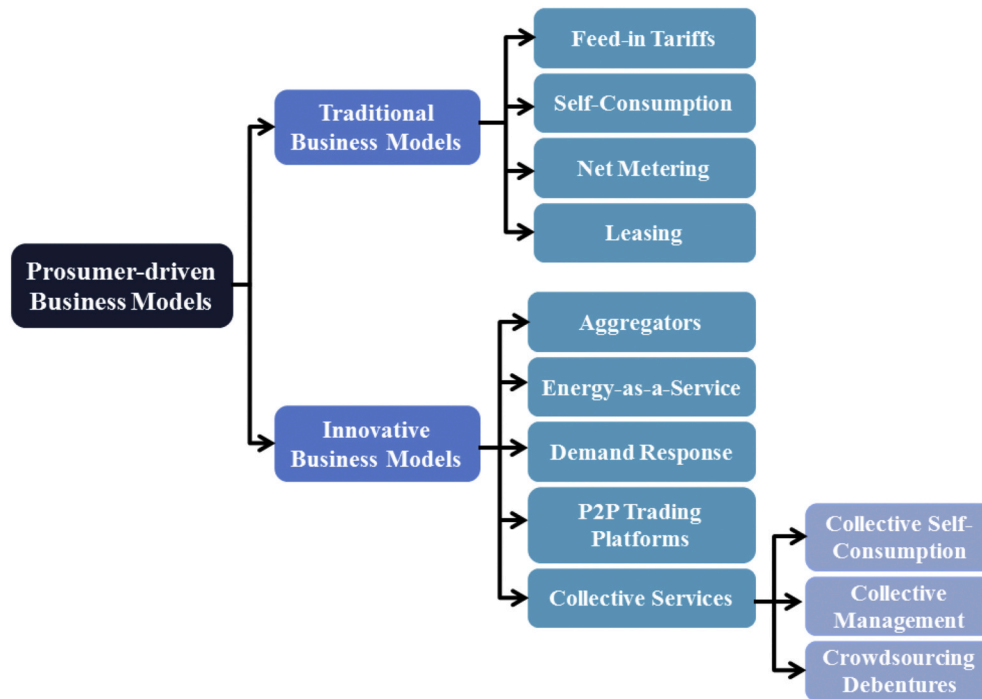 Prosumer-driven
Business Models
Traditional
Business Models
Feed-in Tariffs
Self-Consumption
Net Metering
Leasing
Innovative
Business Models
Aggregators
Energy-as-a-Service
Demand Response
P2P Trading
Platforms
Collective Services
Collective Self-
Consumption
Collective
Management
Crowdsourcing
Debentures